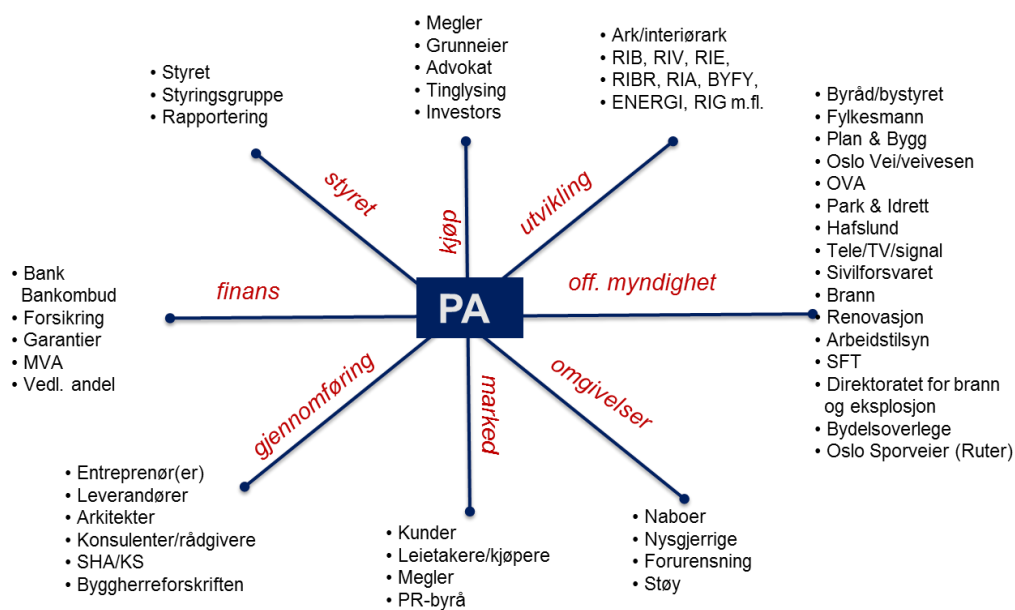 • Megler
• Grunneier
• Advokat
• Tinglysing
• Investors
• Ark/interiørark
• RIB, RIV, RIE,
• RIBR, RIA, BYFY,
• ENERGI, RIG m.fl.
• Styret
• Styringsgruppe
• Rapportering
• Byråd/bystyret
• Fylkesmann
• Plan & Bygg
• Oslo Vei/veivesen
• OVA
• Park & Idrett
• Hafslund
• Tele/TV/signal
• Sivilforsvaret
• Brann
• Renovasjon
• Arbeidstilsyn
• SFT
• Direktoratet for brann
og eksplosjon
• Bydelsoverlege
• Oslo Sporveier (Ruter)
styret
kjøp
utvikling
• Bank
Bankombud
• Forsikring
• Garantier
• MVA
• Vedl. andel
finans
PA
off. myndighet
gjennomføring
marked
omgivelser
• Entreprenør(er)
• Leverandører
• Arkitekter
• Konsulenter/rådgivere
• SHA/KS
• Byggherreforskriften
• Kunder
• Leietakere/kjøpere
• Megler
• PR-byrå
• Naboer
• Nysgjerrige
• Forurensning
• Støy